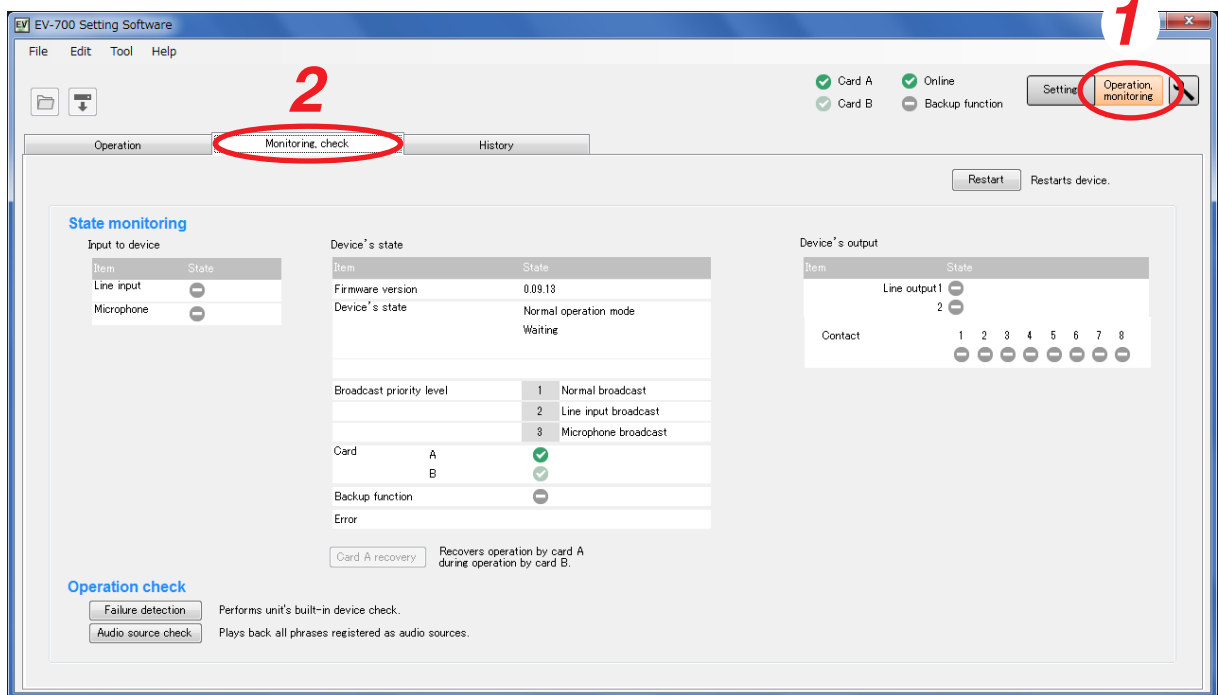 EV EV-700 Setting Software
File Edit Tool Help
1
2
Card A Online
Card B Backup function
Setting Operation, monitoring
Operation Monitoring, check History
Restart Restarts device.
State monitoring
Input to device
Item State
Line input
Microphone
Device's state
Item State
Firmware version 0.09.13
Device's state Normal operation mode
Waiting
Broadcast priority level 1 Normal broadcast
2 Line input broadcast
3 Microphone broadcast
Card A
B
Backup function
Error
Card A recovery Recovers operation by card A
during operation by card B.
Device's output
Item State
Line output1
2
Contact 1 2 3 4 5 6 7 8
Operation check
Failure detection Performs unit's built-in device check.
Audio source check Plays back all phrases registered as audio sources.